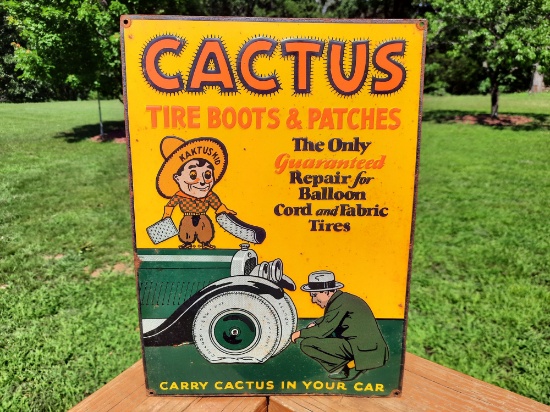 CACTUS
TIRE BOOTS & PATCHES
KAKTUS KID
The Only
Guaranteed
Repair for
Balloon
Cord and Fabric
Tires
CARRY CACTUS IN YOUR CAR